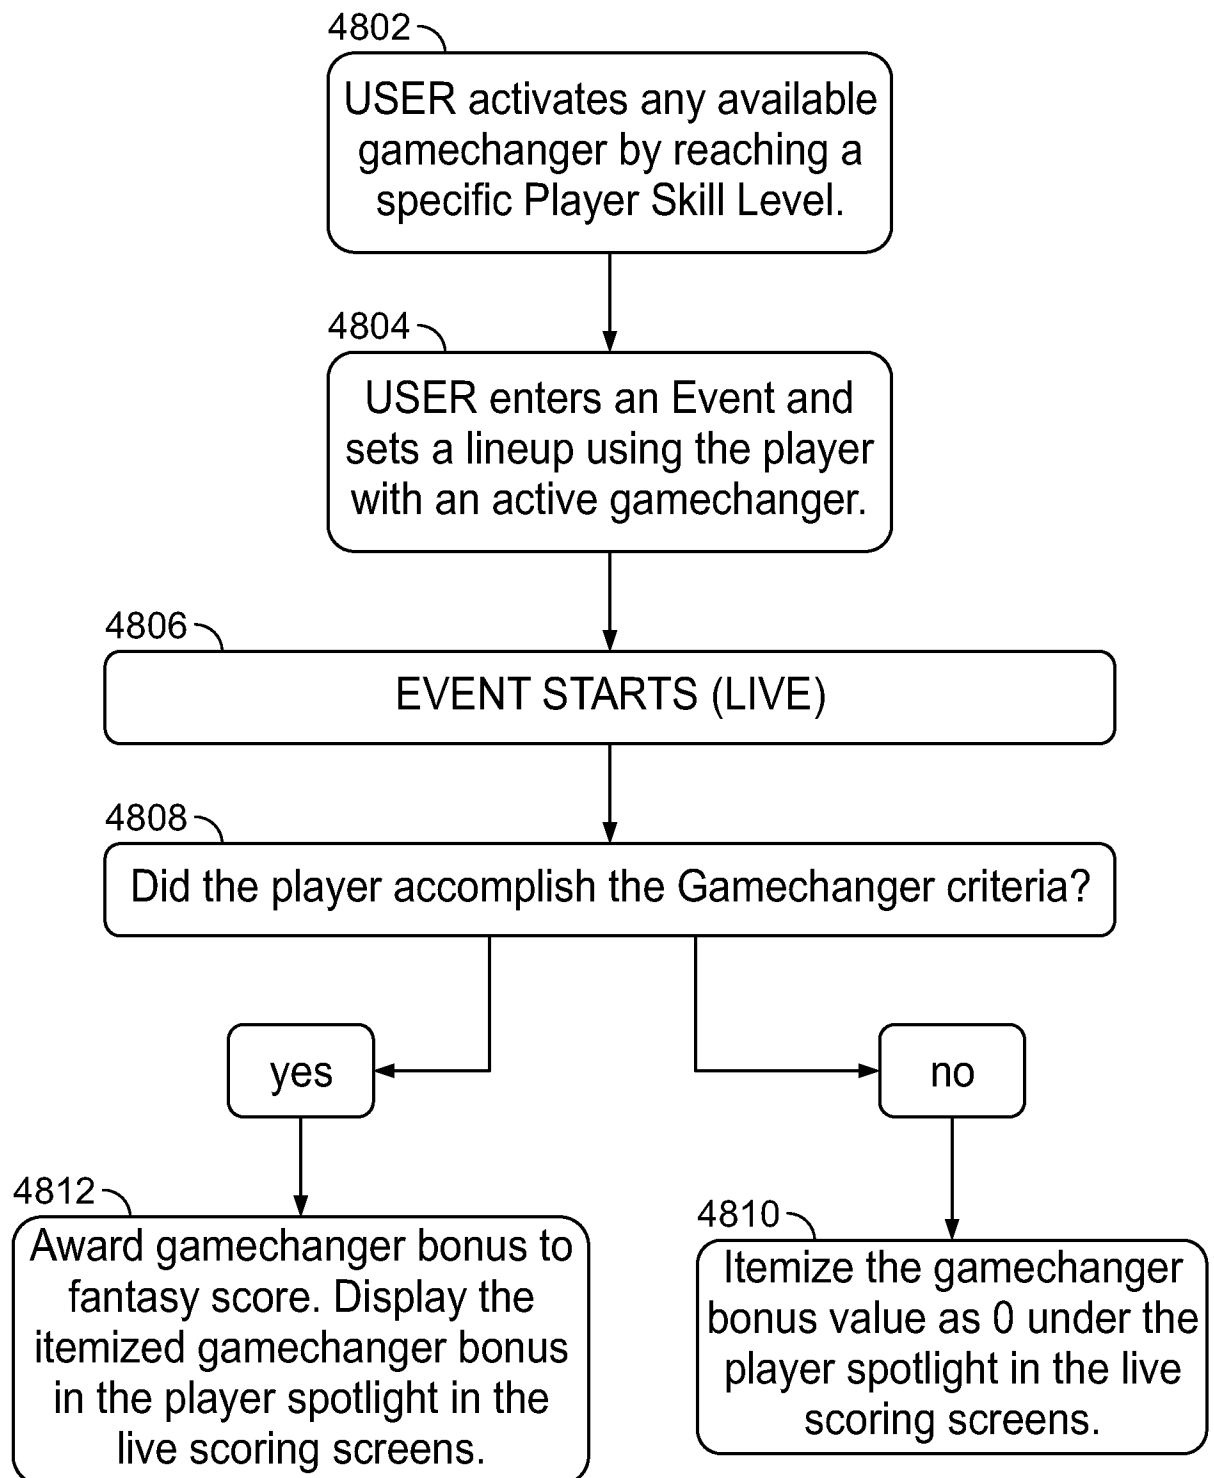 4802
USER activates any available
gamechanger by reaching a
specific Player Skill Level.
4804
USER enters an Event and
sets a lineup using the player
with an active gamechanger.
4806
EVENT STARTS (LIVE)
4808
Did the player accomplish the Gamechanger criteria?
yes
no
4812
Award gamechanger bonus to
fantasy score. Display the
itemized gamechanger bonus
in the player spotlight in the
live scoring screens.
4810
Itemize the gamechanger
bonus value as 0 under the
player spotlight in the live
scoring screens.